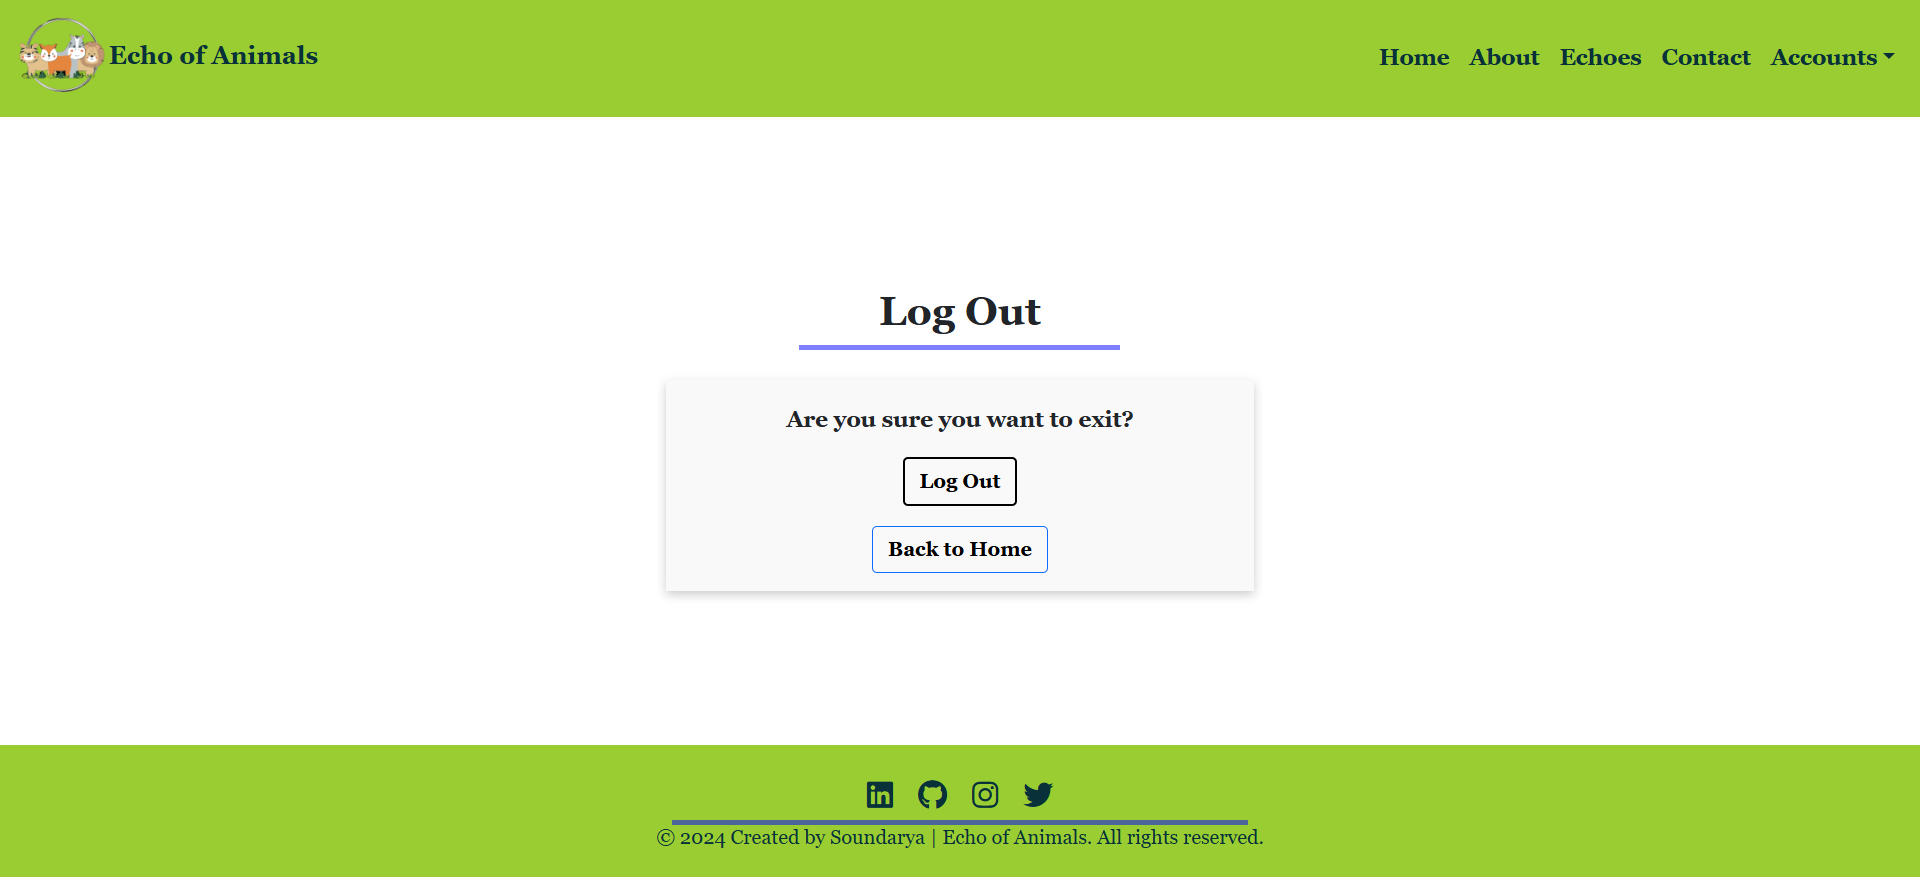 Echo of Animals
Home About Echoes Contact Accounts
Log Out
Are you sure you want to exit?
Log Out
Back to Home
© 2024 Created by Soundarya | Echo of Animals. All rights reserved.